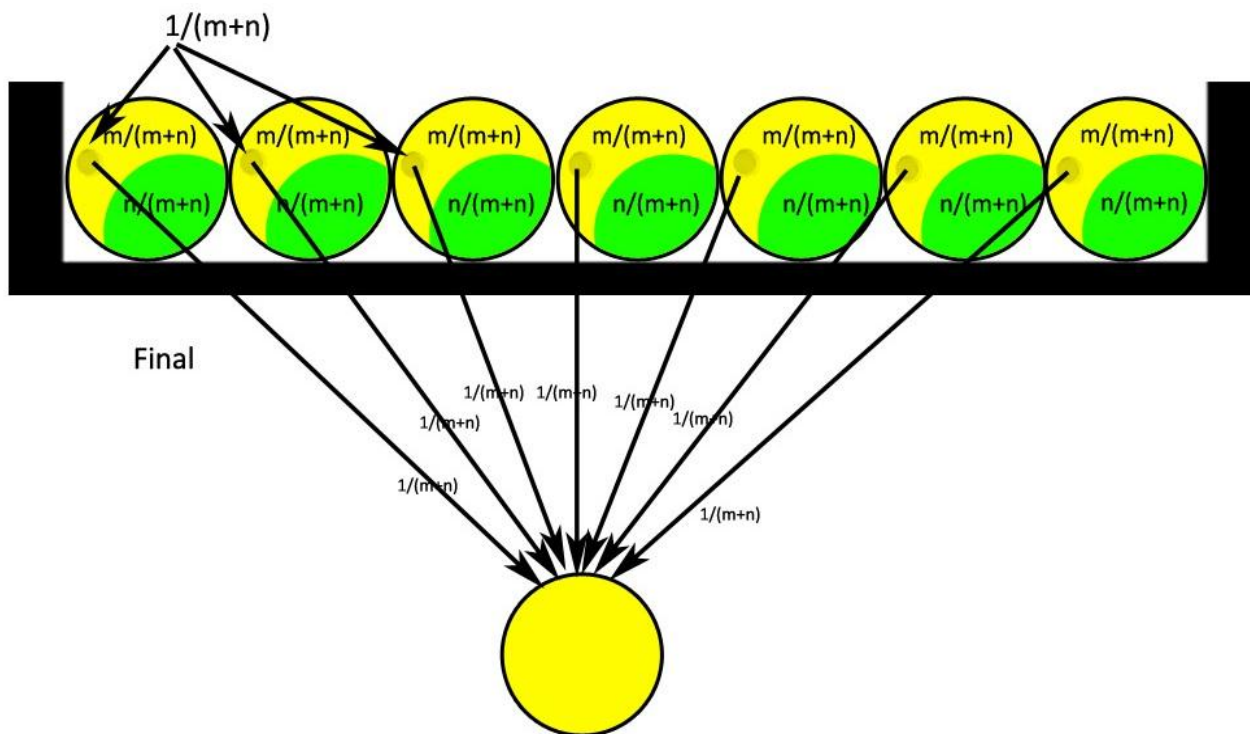 1/(m+n)
m/(m+n) m/(m+n) m/(m+n) m/(m+n) m/(m+n) m/(m+n) m/(m+n)
n/(m+n) n/(m+n) n/(m+n) n/(m+n) n/(m+n) n/(m+n) n/(m+n)
Final
1/(m+n) 1/(m+n) 1/(m+n)
1/(m+n) 1/(m+n)
1/(m+n)
1/(m+n)